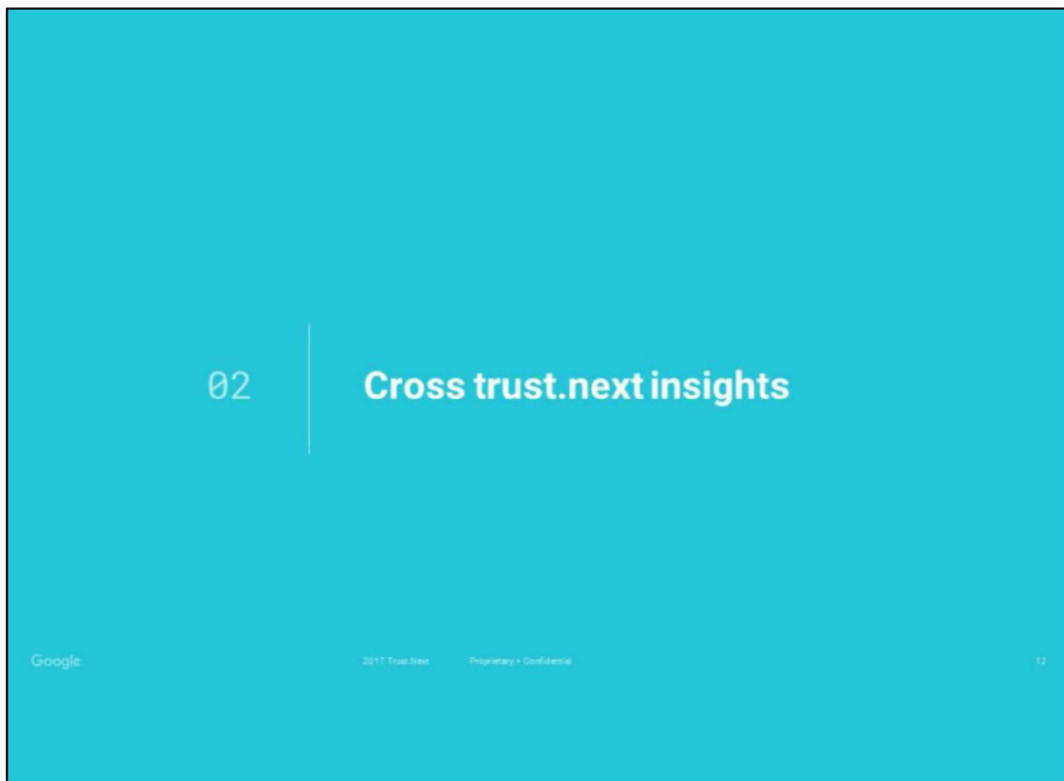 02
Cross trust.next insights
Google
2017 Trust.Next
Proprietary + Confidential
12